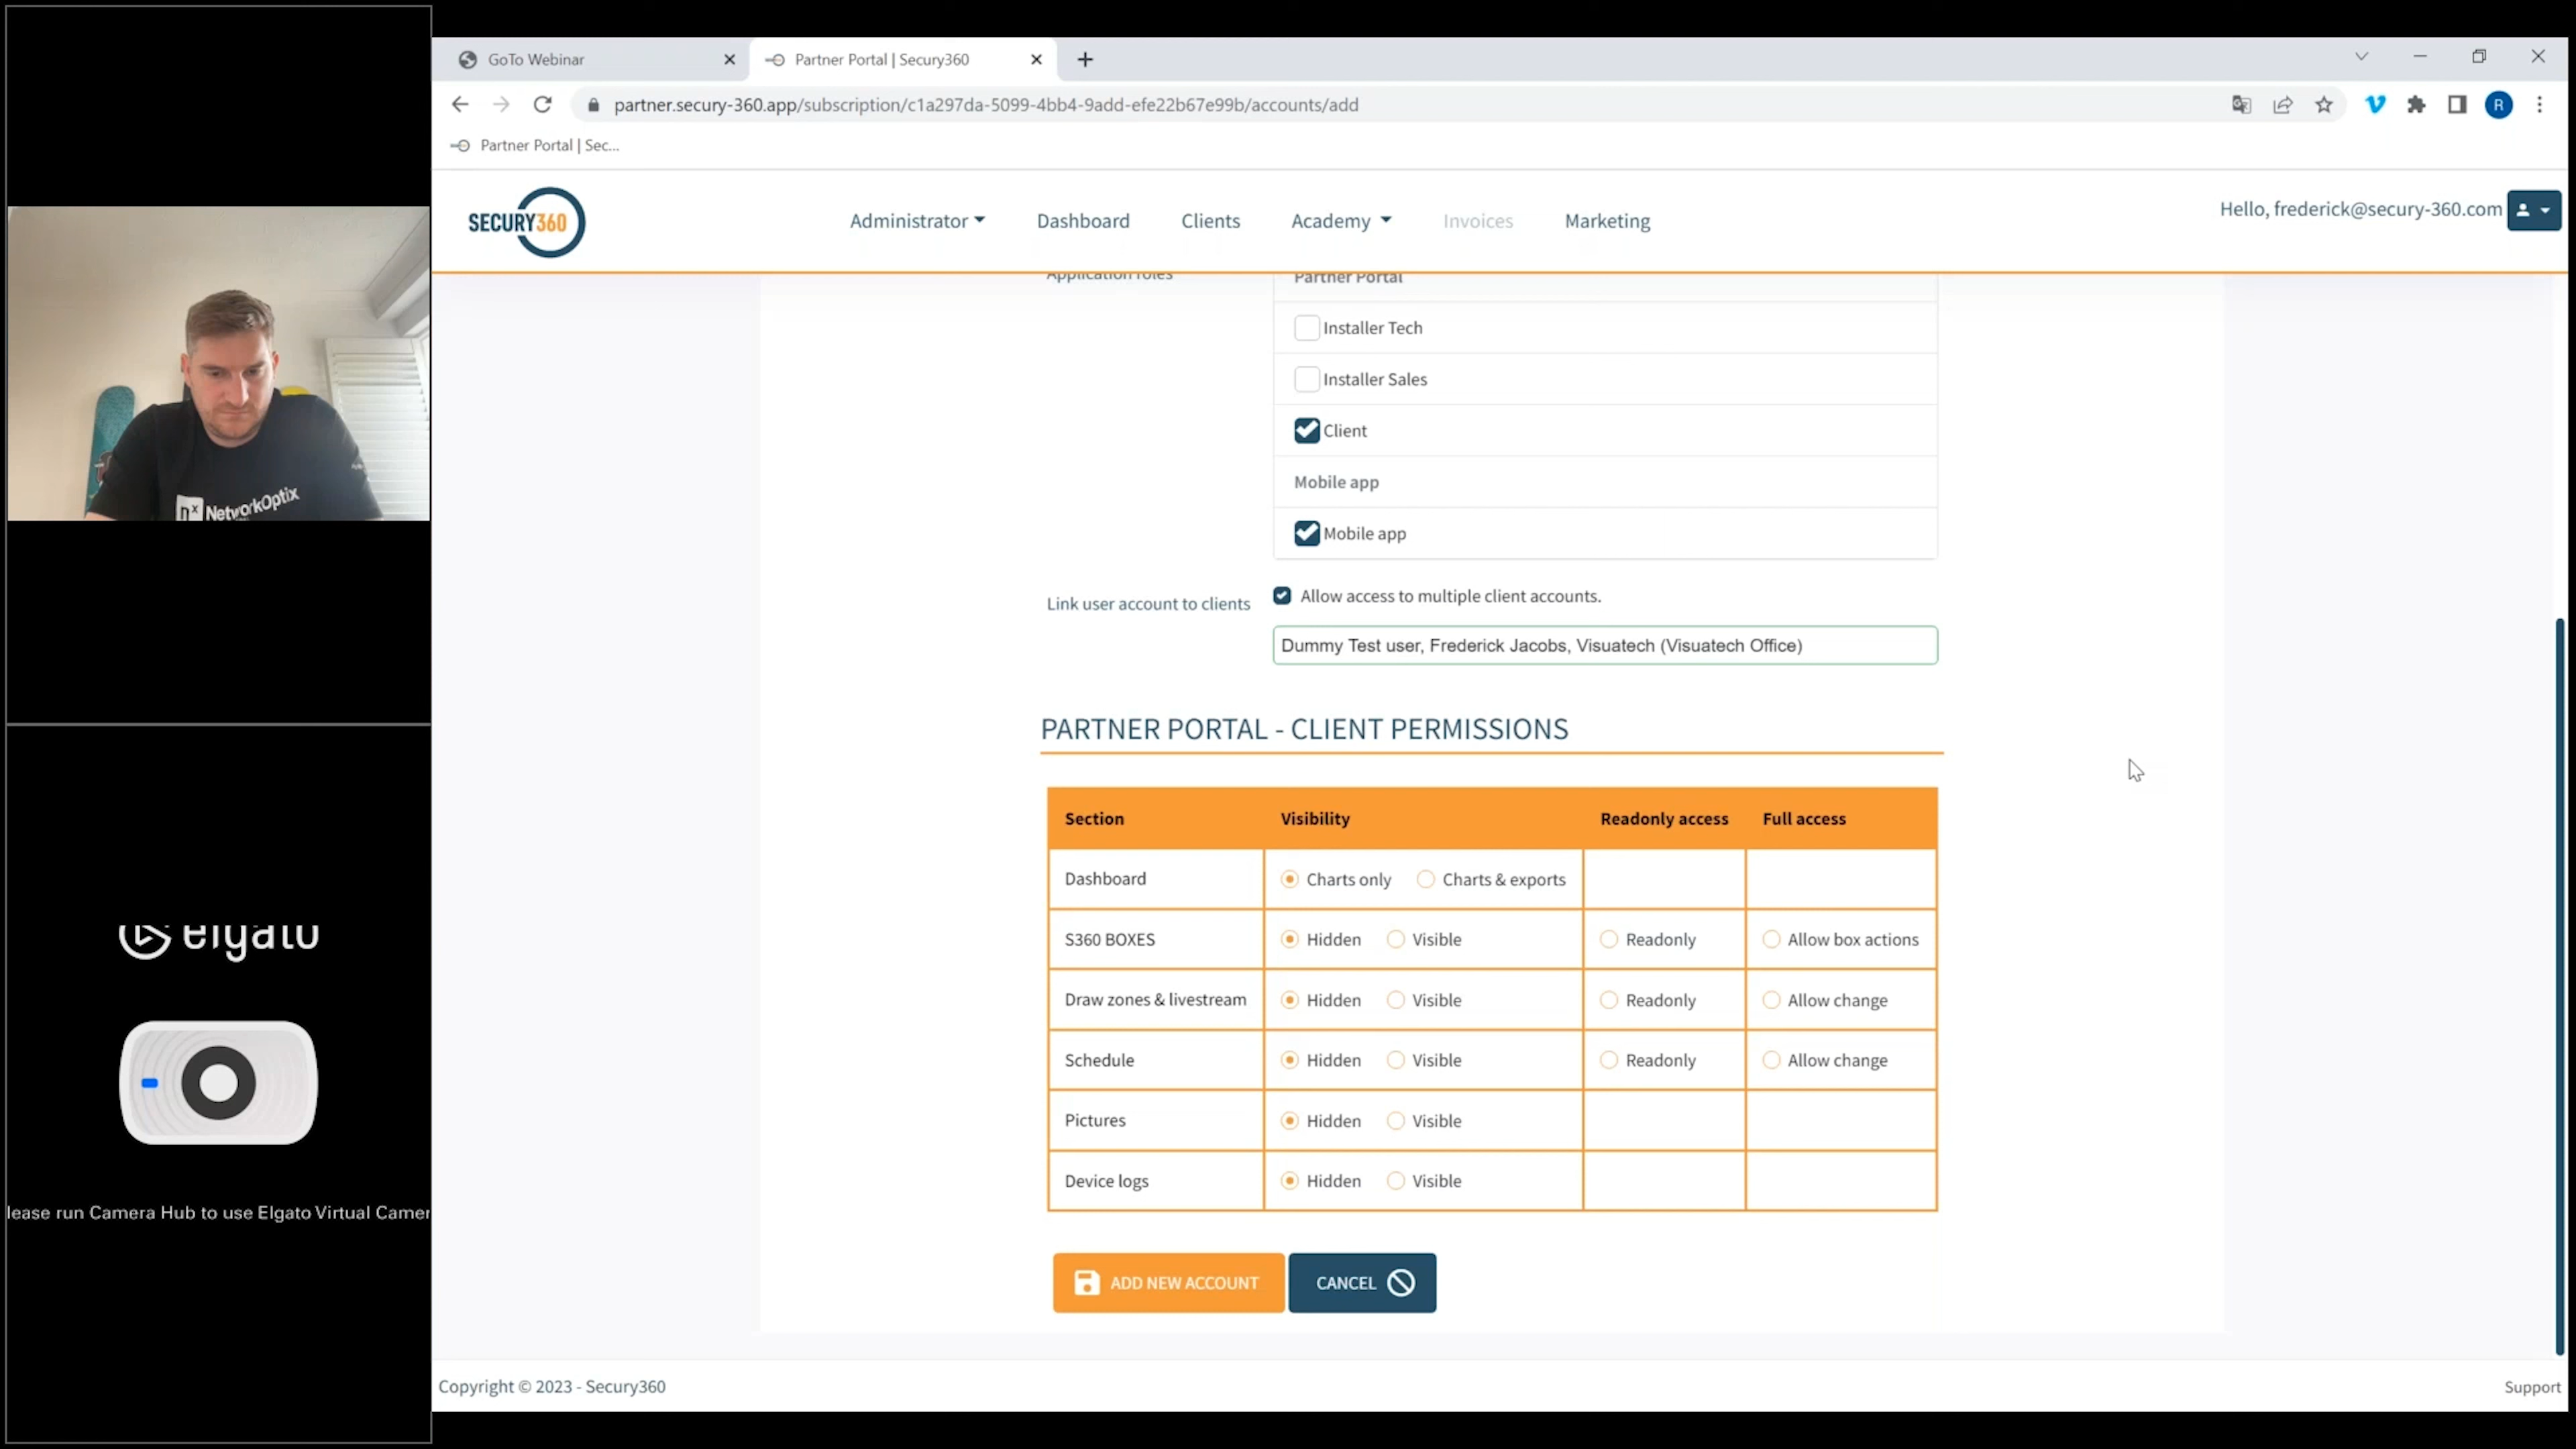 GoTo Webinar
Partner Portal | Secury360
partner.secury-360.app/subscription/c1a297da-5099-4bb4-9add-efe22b67e99b/accounts/add
R
Partner Portal | Sec...
SECURY360
Administrator
Dashboard
Clients
Academy
Invoices
Marketing
Hello, frederick@secury-360.com
Application roles
Partner Portal
Installer Tech
Installer Sales
Client
Mobile app
Mobile app
Link user account to clients
Allow access to multiple client accounts.
Dummy Test user, Frederick Jacobs, Visuatech (Visuatech Office)
PARTNER PORTAL - CLIENT PERMISSIONS
Section Visibility Readonly access Full access
Dashboard Charts only Charts & exports
S360 BOXES Hidden Visible Readonly Allow box actions
Draw zones & livestream Hidden Visible Readonly Allow change
Schedule Hidden Visible Readonly Allow change
Pictures Hidden Visible
Device logs Hidden Visible
ADD NEW ACCOUNT
CANCEL
Copyright © 2023 - Secury360
Support
nx NetworkOptix
elgato
lease run Camera Hub to use Elgato Virtual Camer